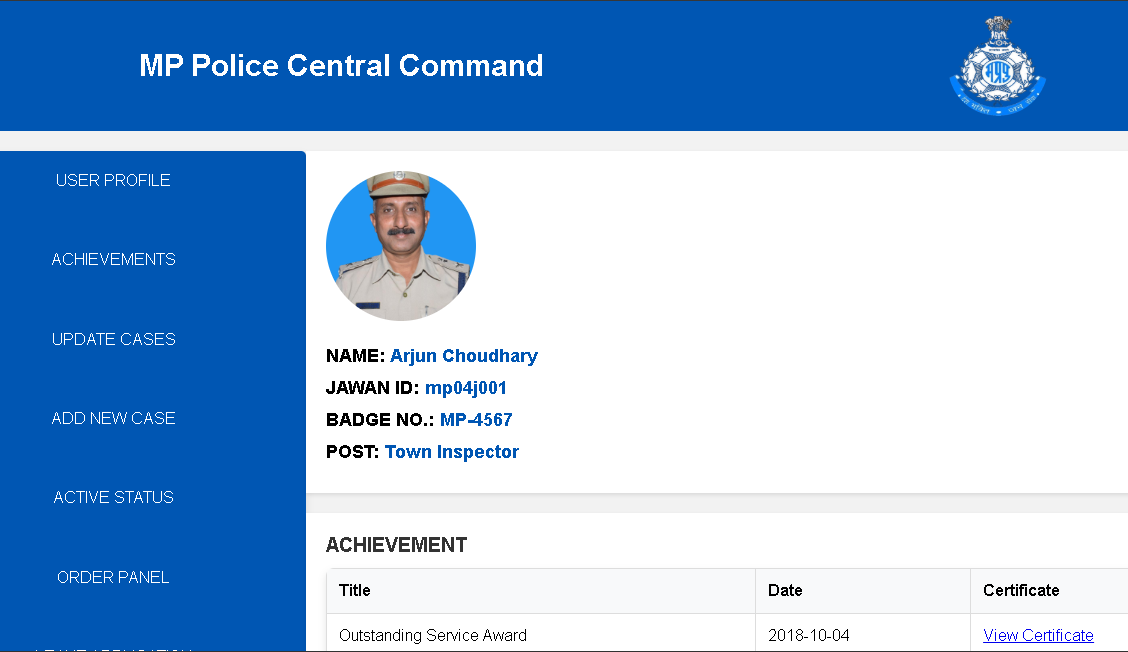 MP Police Central Command
मप्रपु
USER PROFILE
ACHIEVEMENTS
UPDATE CASES
ADD NEW CASE
ACTIVE STATUS
ORDER PANEL
NAME: Arjun Choudhary
JAWAN ID: mp04j001
BADGE NO.: MP-4567
POST: Town Inspector
ACHIEVEMENT
Title Date Certificate
Outstanding Service Award 2018-10-04 View Certificate